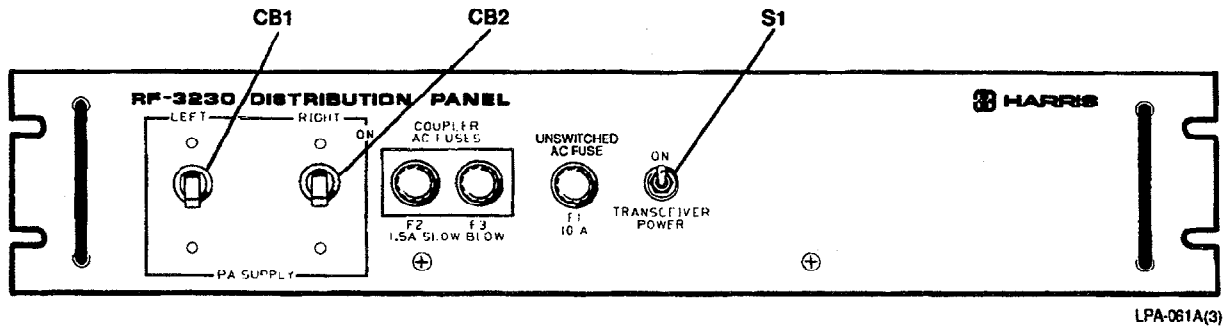 CB1 CB2 S1
RF-3230 DISTRIBUTION PANEL
HARRIS
LEFT RIGHT
ON
COUPLER
AC FUSES
UNSWITCHED
AC FUSE
ON
F2 F3
1.5A SLOW BLOW
F1
10 A
TRANSCEIVER
POWER
PA SUPPLY
LPA-061A(3)